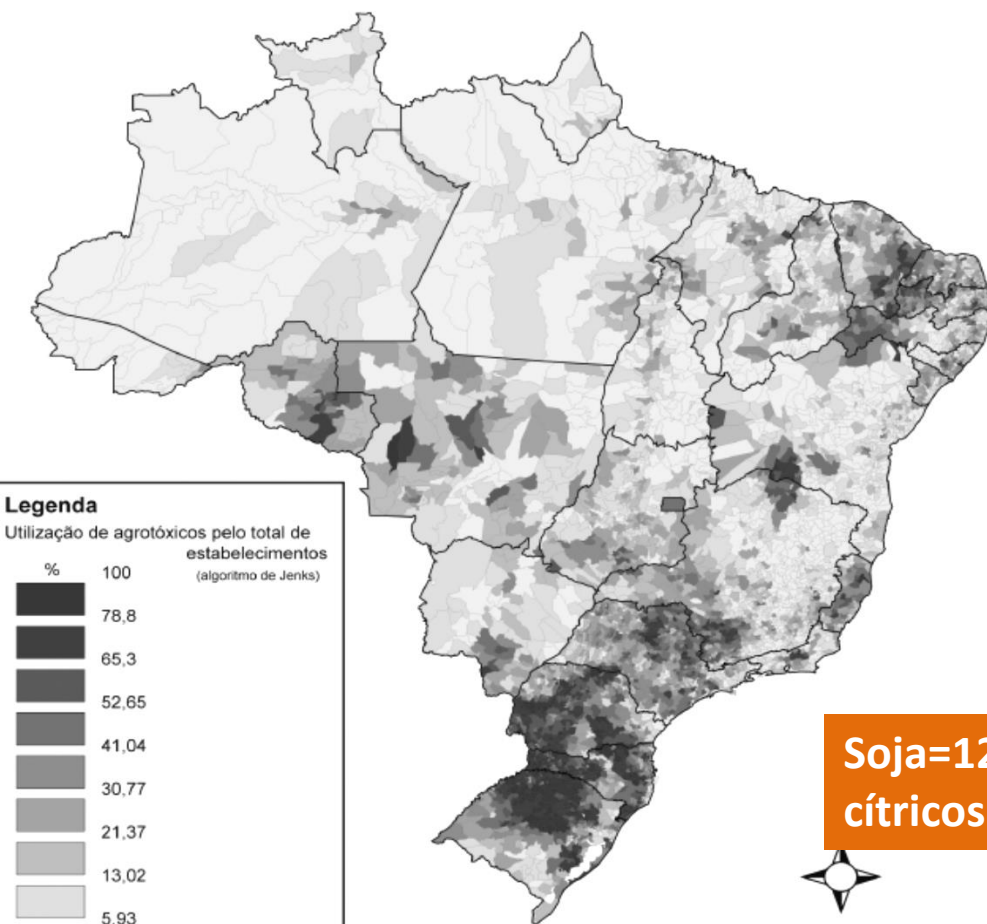 Legenda
Utilização de agrotóxicos pelo total de
estabelecimentos
(algoritmo de Jenks)
%
100
78,8
65,3
52,65
41,04
30,77
21,37
13,02
5,93
Soja=12
cítricos